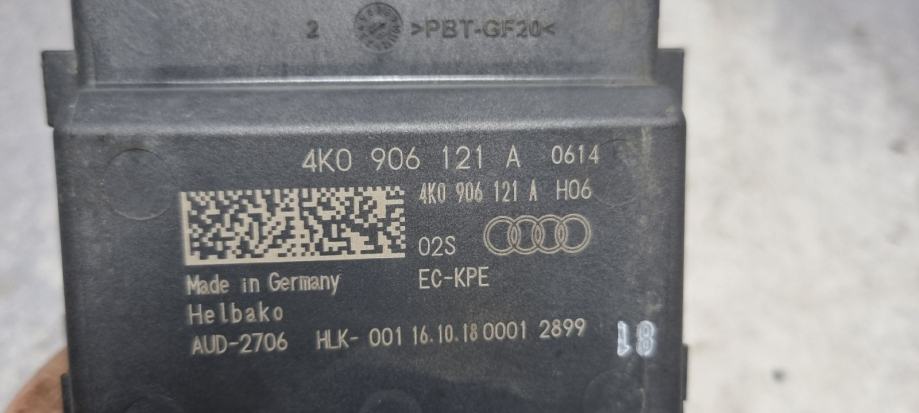 2 >PBT-GF20<
4K0 906 121 A 0614
4K0 906 121 A H06
02S
EC-KPE
Made in Germany
Helbako
AUD-2706 HLK- 001 16.10.18 0001 2899
18